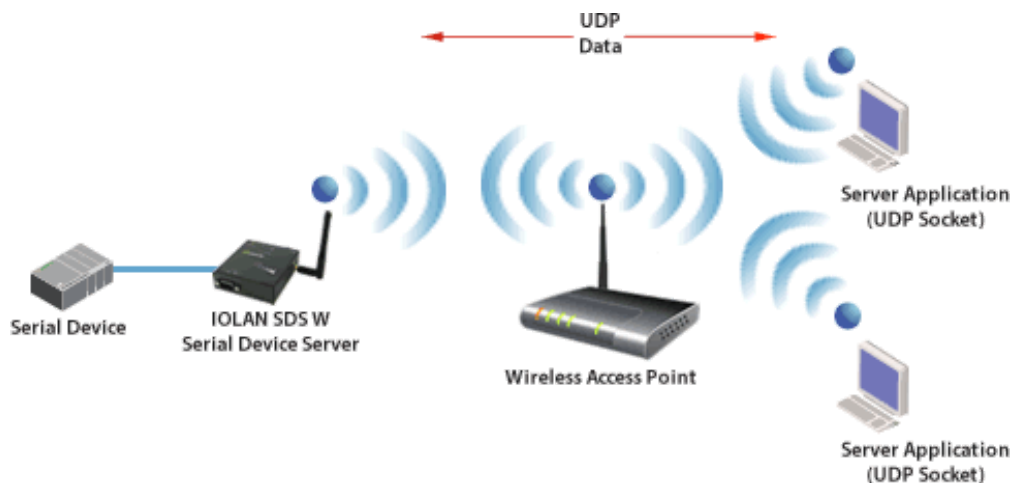 UDP
Data
Server Application
(UDP Socket)
Serial Device
IOLAN SDS W
Serial Device Server
Wireless Access Point
Server Application
(UDP Socket)